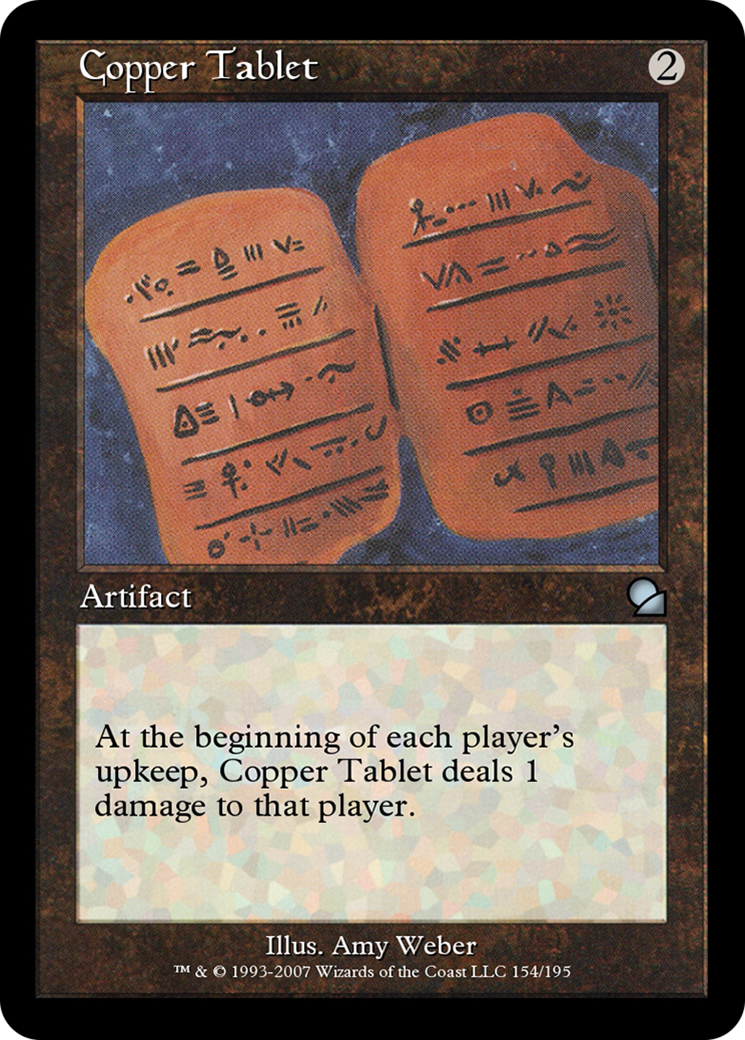 Copper Tablet
2
Artifact
At the beginning of each player's
upkeep, Copper Tablet deals 1
damage to that player.
Illus. Amy Weber
™ & © 1993-2007 Wizards of the Coast LLC 154/195